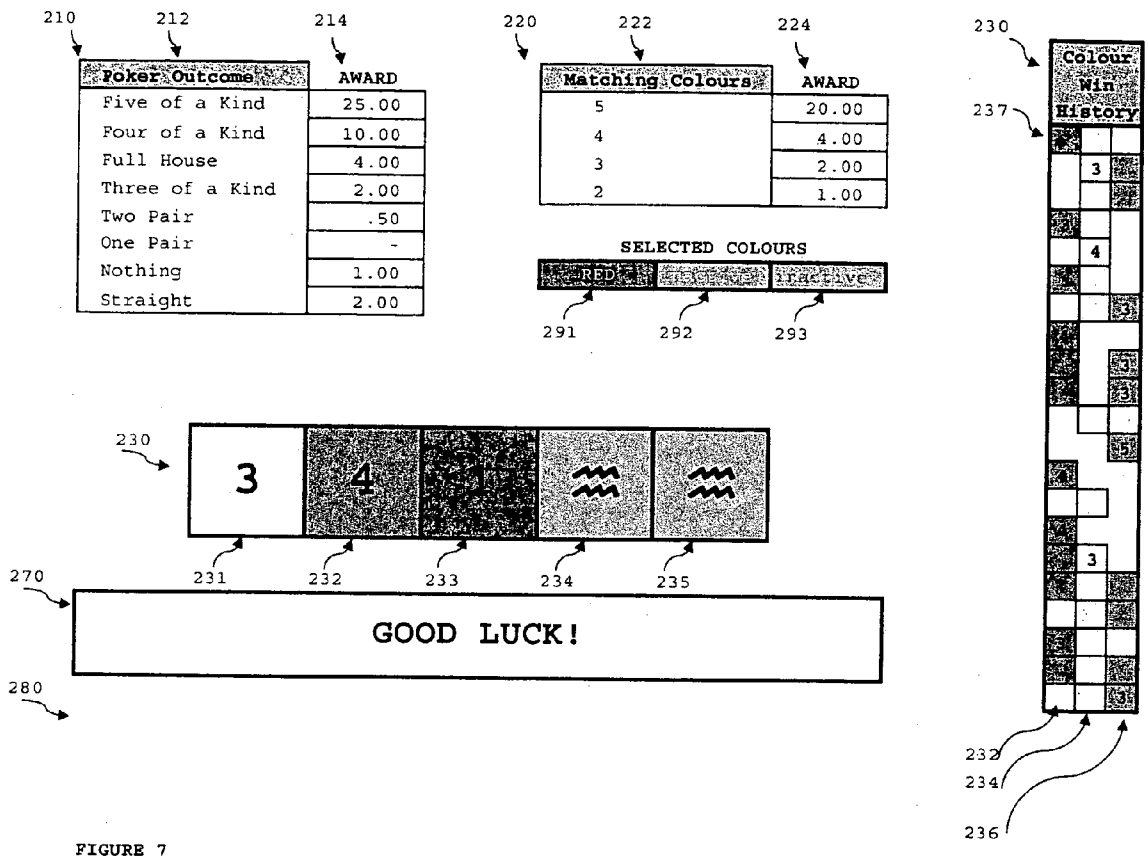 210
212
214
220
222
224
230
Poker Outcome AWARD
Five of a Kind 25.00
Four of a Kind 10.00
Full House 4.00
Three of a Kind 2.00
Two Pair .50
One Pair -
Nothing 1.00
Straight 2.00
Matching Colours AWARD
5 20.00
4 4.00
3 2.00
2 1.00
SELECTED COLOURS
RED
291
292
293
Colour
Win
History
237
3
4
3
3
3
5
4
3
3
232
234
236
230
3 4 1
231
232
233
234
235
270
GOOD LUCK!
280
FIGURE 7